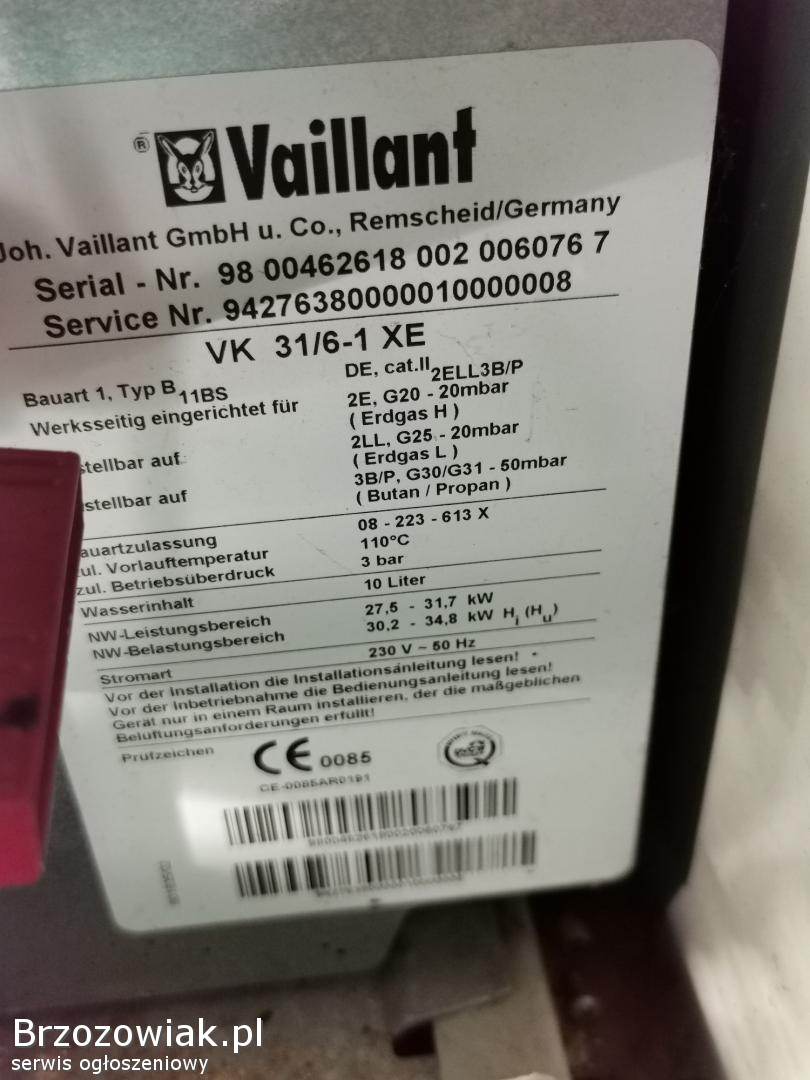 ® Vaillant
Joh. Vaillant GmbH u. Co., Remscheid/Germany
Serial - Nr. 98 00462618 002 006076 7
Service Nr. 94276380000010000008
VK 31/6-1 XE
Bauart 1, Typ B11BS DE, cat.II2ELL3B/P
Werksseitig eingerichtet für 2E, G20 - 20mbar
( Erdgas H )
stellbar auf 2LL, G25 - 20mbar
( Erdgas L )
stellbar auf 3B/P, G30/G31 - 50mbar
( Butan / Propan )
auartzulassung 08 - 223 - 613 X
zul. Vorlauftemperatur 110°C
zul. Betriebsüberdruck 3 bar
Wasserinhalt 10 Liter
NW-Leistungsbereich 27,5 - 31,7 kW
NW-Belastungsbereich 30,2 - 34,8 kW Hi (Hu)
Stromart 230 V ~ 50 Hz
Vor der Installation die Installationsanleitung lesen!
Vor der Inbetriebnahme die Bedienungsanleitung lesen!
Gerät nur in einem Raum installieren, der die maßgeblichen
Belüftungsanforderungen erfüllt!
Prüfzeichen CE 0085
CE-0085AR0191
Brzozowiak.pl
serwis ogłoszeniowy